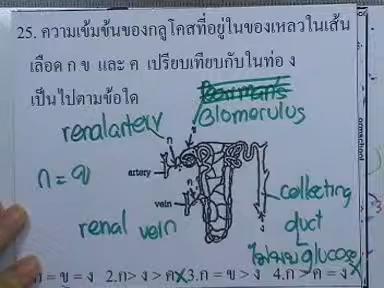 25. ความเข้มข้นของกลูโคสที่อยู่ในของเหลวในเส้น
เลือด ก ข และ ค เปรียบเทียบกับในท่อ ง
เป็นไปตามข้อใด
Glomerulus
renal artery
ก
artery
ก = ข
vein
renal vein
collecting
duct
ไม่พบ glucose
ก = ข = ง 2.ก > ง > ค x 3.ก = ข > ง 4.ก > ค = ง x